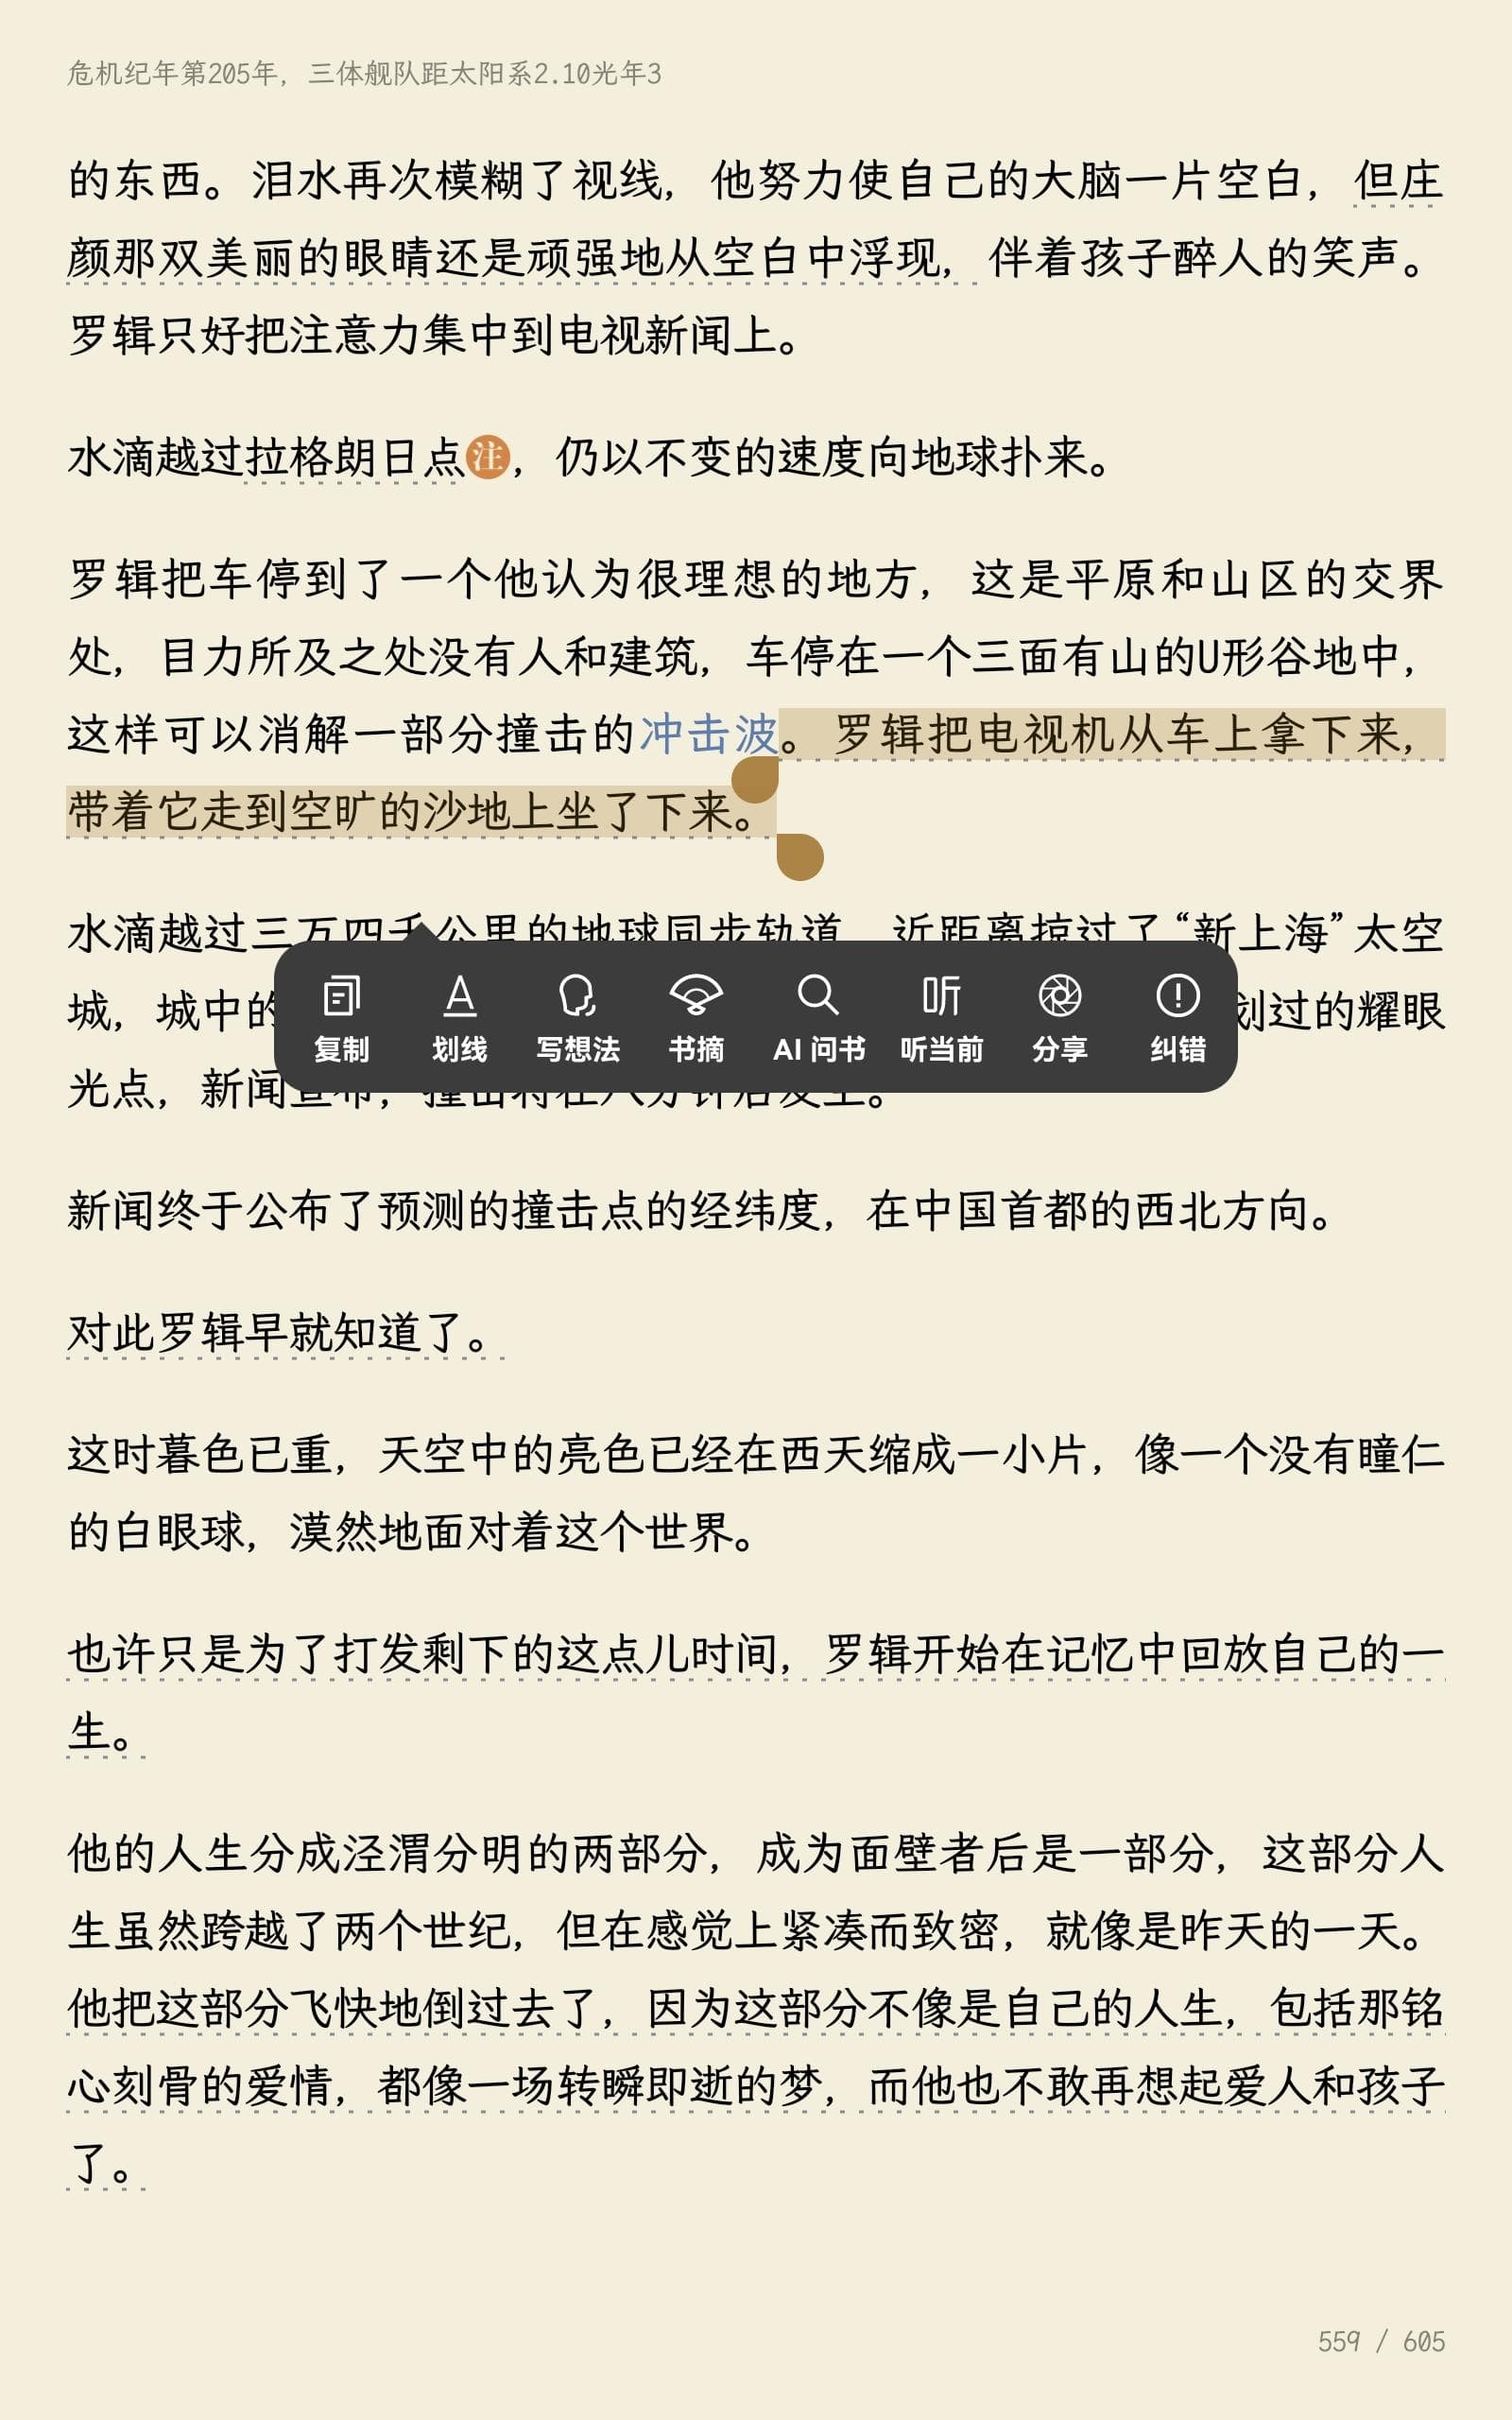 危机纪年第205年，三体舰队距太阳系2.10光年3
的东西。泪水再次模糊了视线，他努力使自己的大脑一片空白，但庄
颜那双美丽的眼睛还是顽强地从空白中浮现，伴着孩子醉人的笑声。
罗辑只好把注意力集中到电视新闻上。
水滴越过拉格朗日点注，仍以不变的速度向地球扑来。
罗辑把车停到了一个他认为很理想的地方，这是平原和山区的交界
处，目力所及之处没有人和建筑，车停在一个三面有山的U形谷地中，
这样可以消解一部分撞击的冲击波。罗辑把电视机从车上拿下来，
带着它走到空旷的沙地上坐了下来。
水滴越过三万四千公里的地球同步轨道，近距离掠过了“新上海”太空
城，城中的
划过的耀眼
复制 划线 写想法 书摘 AI 问书 听当前 分享 纠错
光点，新闻宣布，撞击将在八分钟后发生。
新闻终于公布了预测的撞击点的经纬度，在中国首都的西北方向。
对此罗辑早就知道了。
这时暮色已重，天空中的亮色已经在西天缩成一小片，像一个没有瞳仁
的白眼球，漠然地面对着这个世界。
也许只是为了打发剩下的这点儿时间，罗辑开始在记忆中回放自己的一
生。
他的人生分成泾渭分明的两部分，成为面壁者后是一部分，这部分人
生虽然跨越了两个世纪，但在感觉上紧凑而致密，就像是昨天的一天。
他把这部分飞快地倒过去了，因为这部分不像是自己的人生，包括那铭
心刻骨的爱情，都像一场转瞬即逝的梦，而他也不敢再想起爱人和孩子
了。
559 / 605